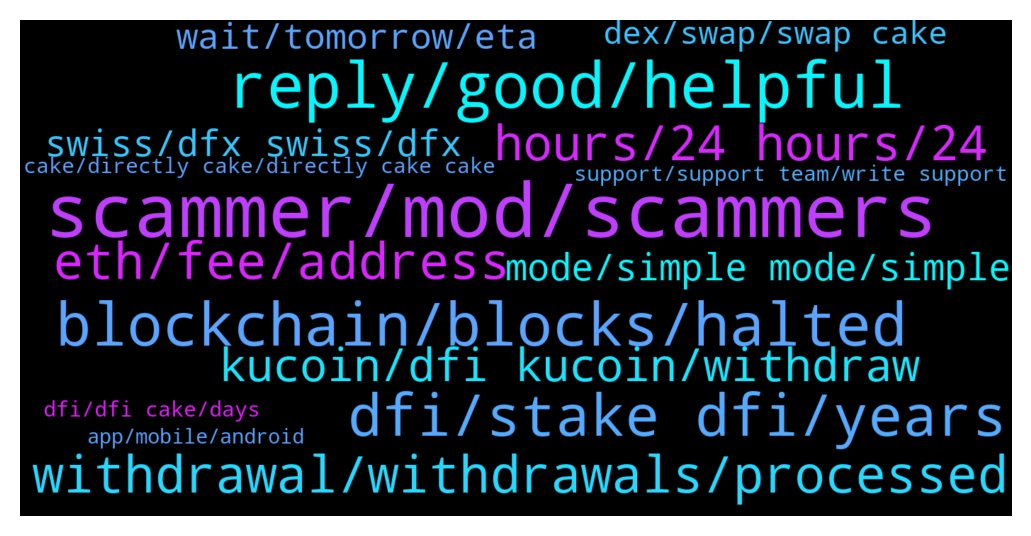 wait/tomorrow/eta
dex/swap/swap cake
reply/good/helpful
swiss/dfx swiss/dfx
hours/24 hours/24
cake/directly cake/directly cake cake
support/support team/write support
scammer/mod/scammers
eth/fee/address
mode/simple mode/simple
blockchain/blocks/halted
kucoin/dfi kucoin/withdraw
dfi/stake dfi/years
dfi/dfi cake/days
app/mobile/android
withdrawal/withdrawals/processed